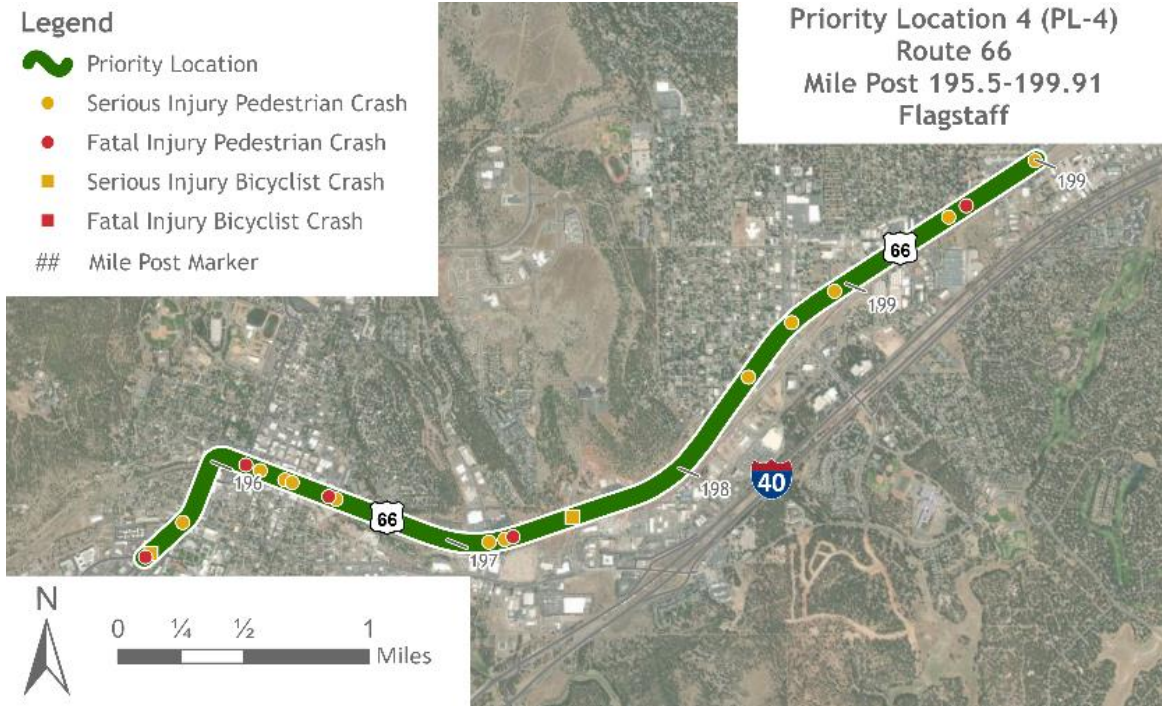 Legend
Priority Location
Serious Injury Pedestrian Crash
Fatal Injury Pedestrian Crash
Serious Injury Bicyclist Crash
Fatal Injury Bicyclist Crash
## Mile Post Marker
Priority Location 4 (PL-4)
Route 66
Mile Post 195.5-199.91
Flagstaff
199
66
199
198
40
196
66
197
N
0 ¼ ½ 1
Miles